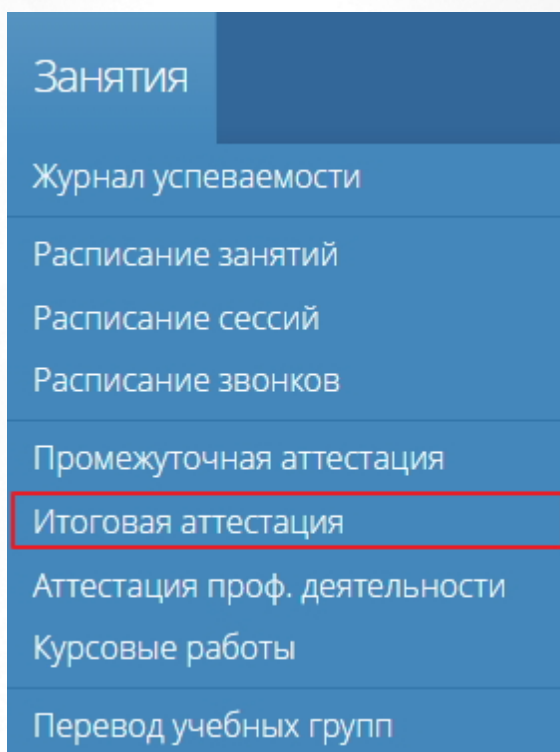 Занятия
Журнал успеваемости
Расписание занятий
Расписание сессий
Расписание звонков
Промежуточная аттестация
Итоговая аттестация
Аттестация проф. деятельности
Курсовые работы
Перевод учебных групп